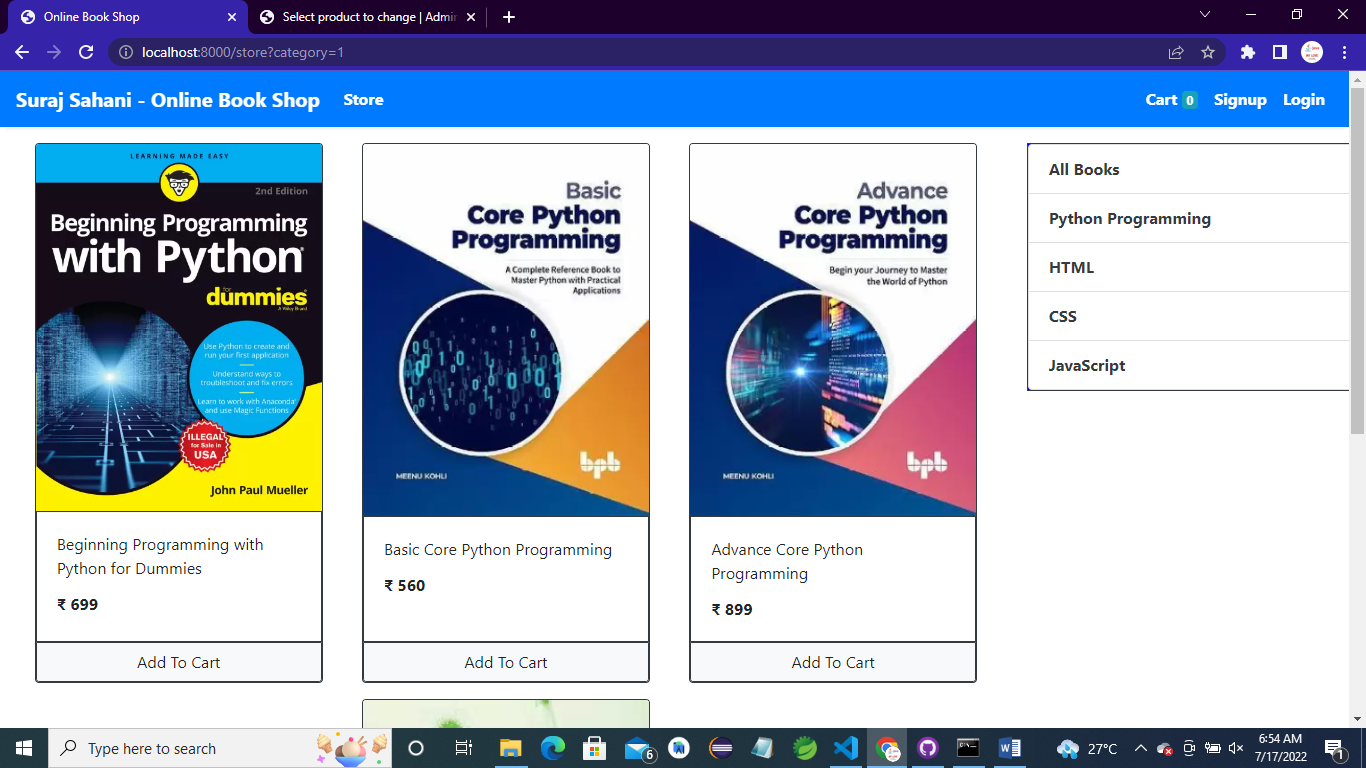 Online Book Shop
Select product to change | Admin
localhost:8000/store?category=1
Suraj Sahani - Online Book Shop
Store
Cart 0
Signup
Login
LEARNING MADE EASY
2nd Edition
Beginning Programming
with Python®
for
dummies
A Wiley Brand
Use Python to create and
run your first application
Understand ways to
troubleshoot and fix errors
Learn to work with Anaconda
and use Magic Functions
ILLEGAL
for Sale in
USA
John Paul Mueller
Beginning Programming with
Python for Dummies
₹ 699
Add To Cart
Basic
Core Python
Programming
A Complete Reference Book to
Master Python with Practical
Applications
MEENU KOHLI
bpb
Basic Core Python Programming
₹ 560
Add To Cart
Advance
Core Python
Programming
Begin your Journey to Master
the World of Python
MEENU KOHLI
bpb
Advance Core Python
Programming
₹ 899
Add To Cart
All Books
Python Programming
HTML
CSS
JavaScript
Type here to search
6
27°C
6:54 AM
7/17/2022
1